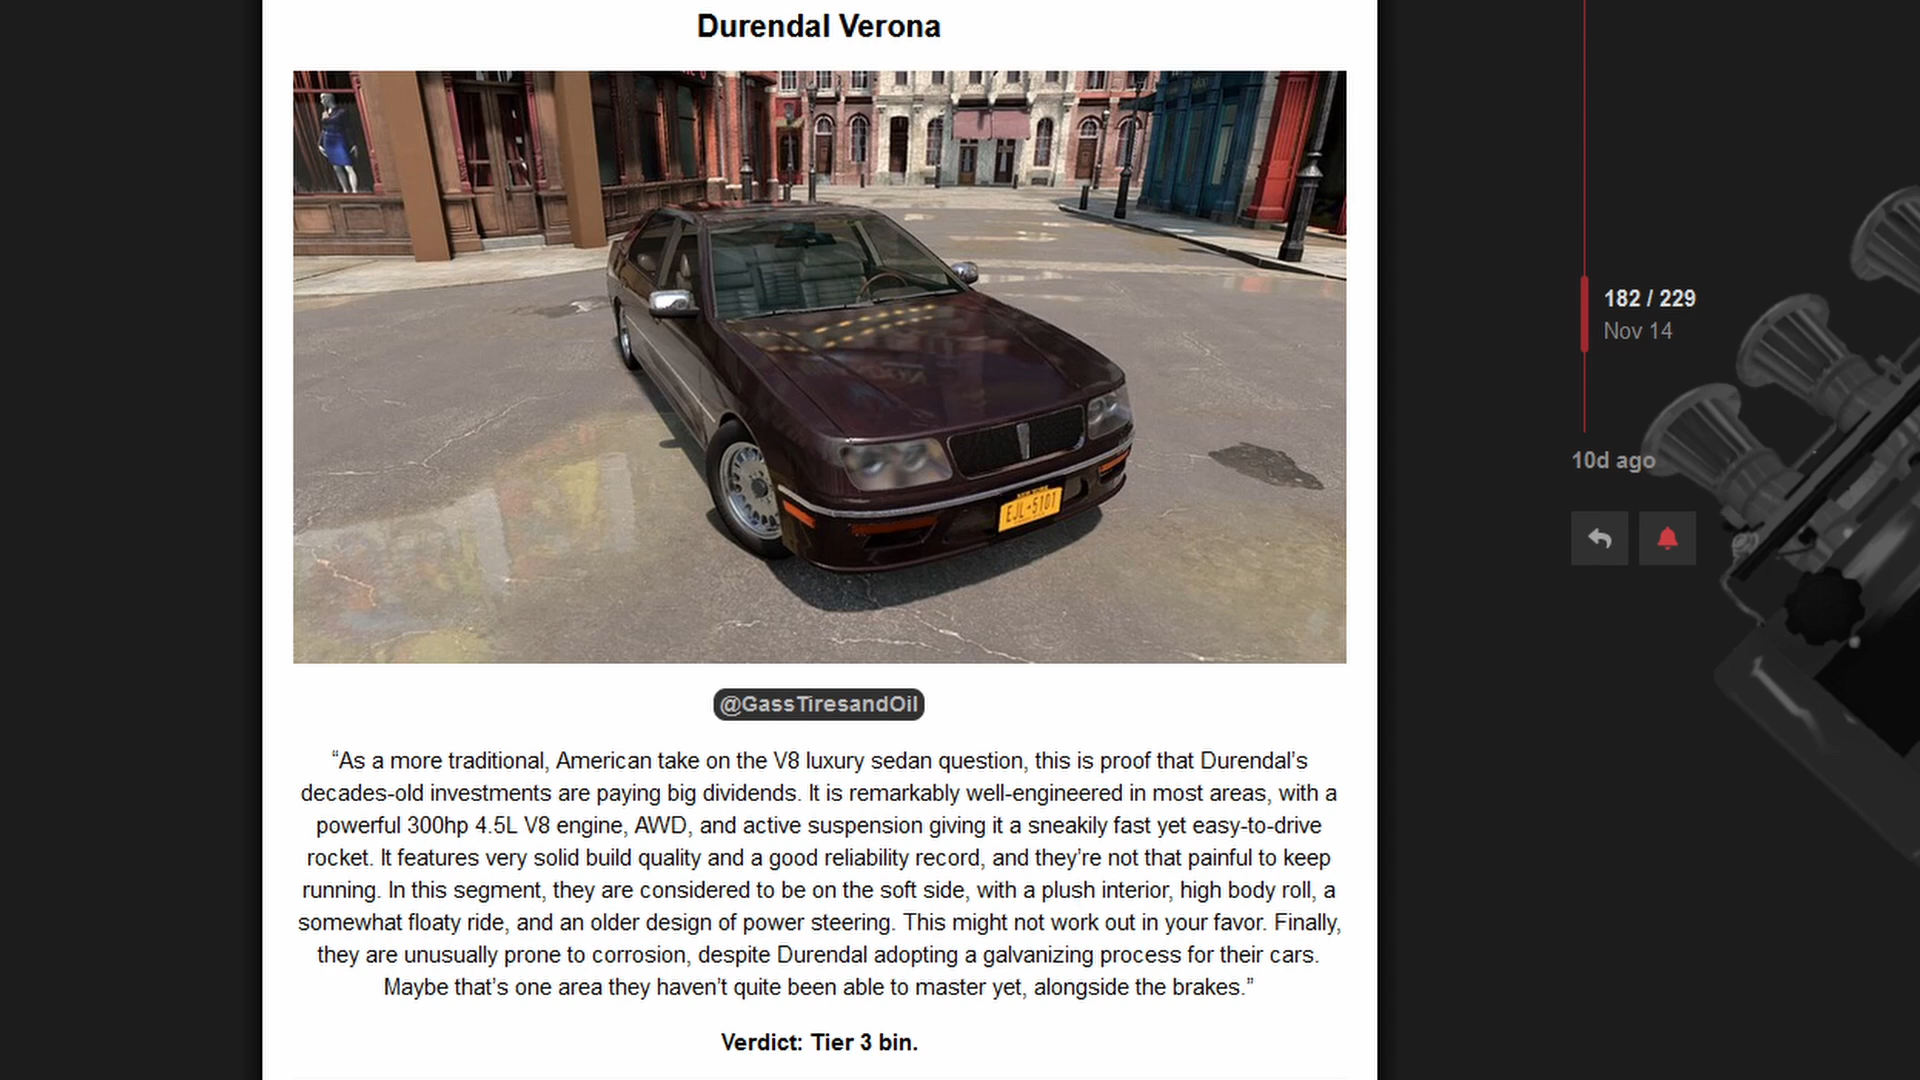 Durendal Verona
EJL-5101
@GassTiresandOil
“As a more traditional, American take on the V8 luxury sedan question, this is proof that Durendal’s
decades-old investments are paying big dividends. It is remarkably well-engineered in most areas, with a
powerful 300hp 4.5L V8 engine, AWD, and active suspension giving it a sneakily fast yet easy-to-drive
rocket. It features very solid build quality and a good reliability record, and they’re not that painful to keep
running. In this segment, they are considered to be on the soft side, with a plush interior, high body roll, a
somewhat floaty ride, and an older design of power steering. This might not work out in your favor. Finally,
they are unusually prone to corrosion, despite Durendal adopting a galvanizing process for their cars.
Maybe that’s one area they haven’t quite been able to master yet, alongside the brakes.”
Verdict: Tier 3 bin.
182 / 229
Nov 14
10d ago